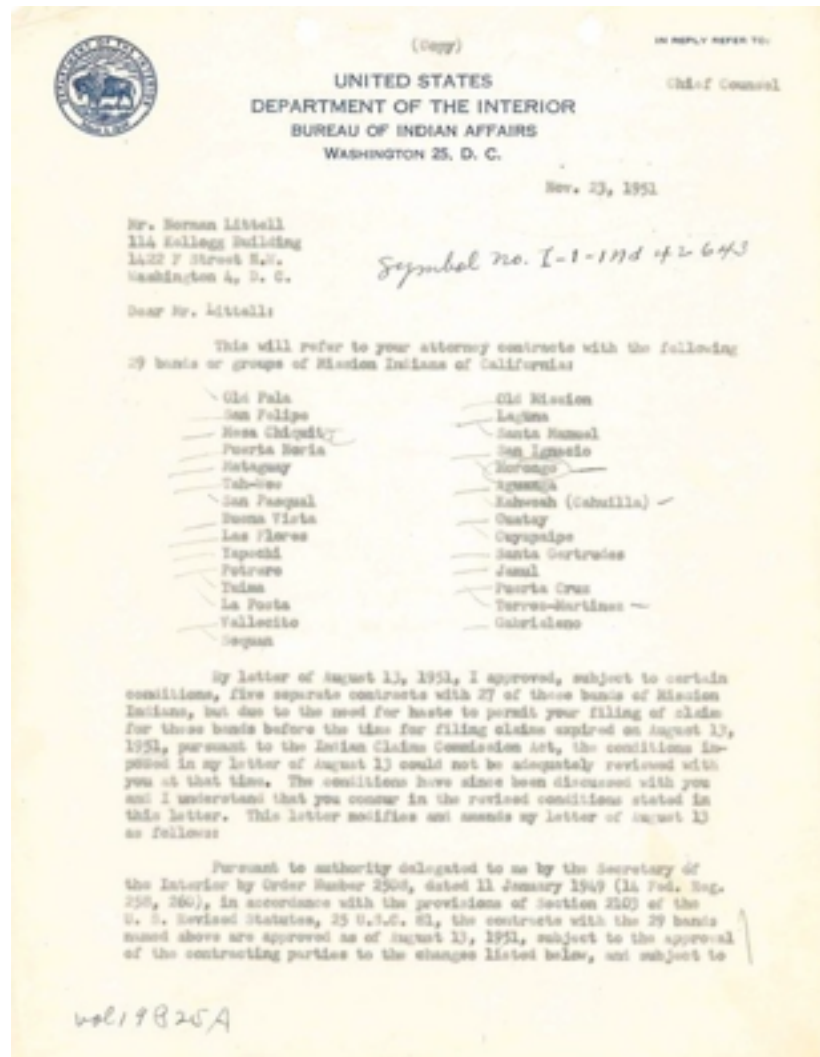 (Copy)
IN REPLY REFER TO:
UNITED STATES
DEPARTMENT OF THE INTERIOR
BUREAU OF INDIAN AFFAIRS
WASHINGTON 25, D. C.
Chief Counsel
DEPARTMENT OF THE INTERIOR
Nov. 23, 1951
Mr. Norman Littell
114 Kellogg Building
1422 F Street N.W.
Washington 4, D. C.
Symbol no. I-1-Ind 42643
Dear Mr. Littell:
This will refer to your attorney contracts with the following
29 bands or groups of Mission Indians of California:
Old Pala
San Felipe
Mesa Chiquita
Puerta Noria
Mataguay
San Pasqual
Buena Vista
Las Flores
Yapechi
Potrero
La Posta
Vallecito
Sequan
Old Mission
Laguna
Santa Manuel
San Ignacio
Morongo
Aguanga
Kahweah (Cahuilla)
Cuyapaipe
Santa Gertrudes
Jamul
Puerta Cruz
Torres-Martinez
Gabrieleno
By letter of August 13, 1951, I approved, subject to certain
conditions, five separate contracts with 27 of these bands of Mission
Indians, but due to the need for haste to permit your filing of claim
for these bands before the time for filing claims expired on August 13,
1951, pursuant to the Indian Claims Commission Act, the conditions im-
posed in my letter of August 13 could not be adequately reviewed with
you at that time. The conditions have since been discussed with you
and I understand that you concur in the revised conditions stated in
this letter. This letter modifies and amends my letter of August 13
as follows:
Pursuant to authority delegated to me by the Secretary of
the Interior by Order Number 2508, dated 11 January 1949 (14 Fed. Reg.
258, 260), in accordance with the provisions of Section 2103 of the
U. S. Revised Statutes, 25 U.S.C. 81, the contracts with the 29 bands
named above are approved as of August 13, 1951, subject to the approval
of the contracting parties to the changes listed below, and subject to
vol19825A